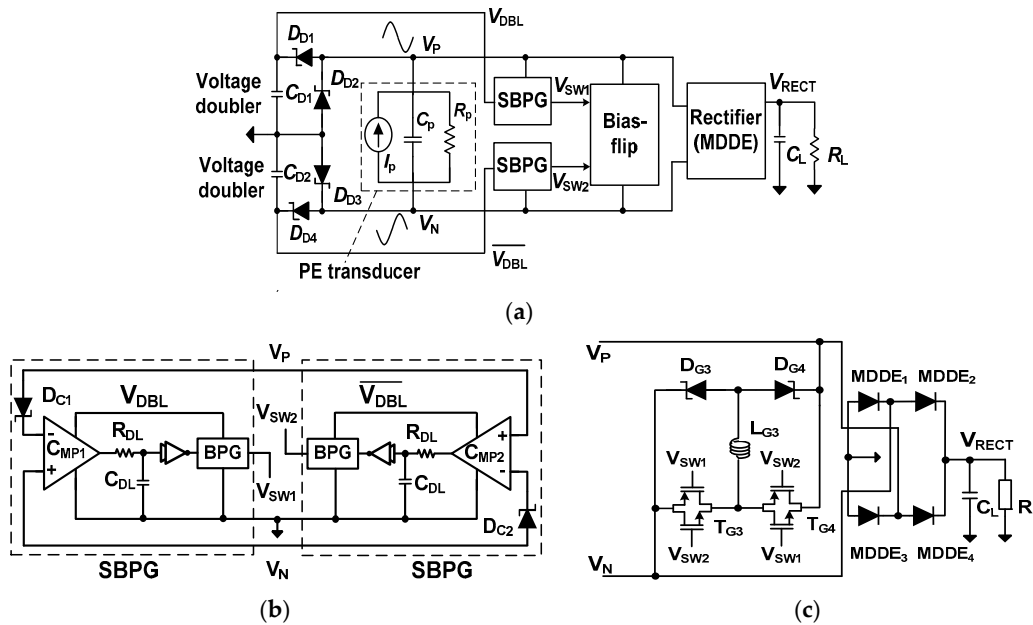 V_DBL
D_D1
V_P
Voltage doubler
C_D1
D_D2
C_p
R_p
I_p
SBPG
V_SW1
Bias-flip
Rectifier (MDDE)
V_RECT
C_L
R_L
Voltage doubler
C_D2
D_D3
SBPG
V_SW2
D_D4
V_N
V_DBL
PE transducer
(a)
V_P
D_C1
V_DBL
C_MP1
-
+
R_DL
C_DL
BPG
V_SW1
V_SW2
V_DBL
BPG
R_DL
C_DL
C_MP2
+
-
D_C2
SBPG
V_N
SBPG
(b)
V_P
D_G3
D_G4
L_G3
V_SW1
V_SW2
T_G3
T_G4
V_SW2
V_SW1
V_N
MDDE_1
MDDE_2
MDDE_3
MDDE_4
V_RECT
C_L
R
(c)